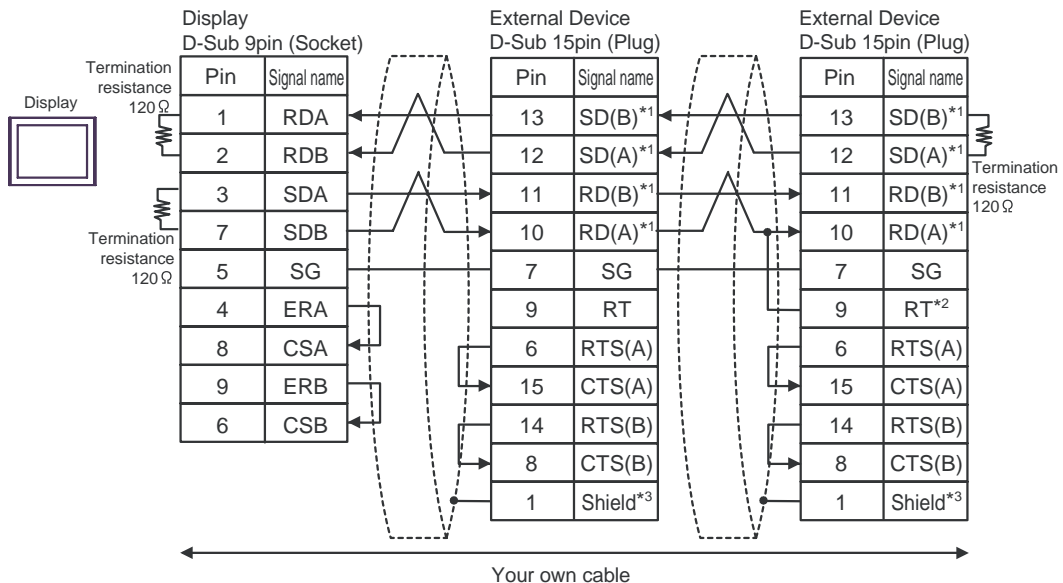 Display
D-Sub 9pin (Socket)
External Device
D-Sub 15pin (Plug)
External Device
D-Sub 15pin (Plug)
Display
Termination
resistance
120Ω
Termination
resistance
120Ω
Pin Signal name
1 RDA
2 RDB
3 SDA
7 SDB
5 SG
4 ERA
8 CSA
9 ERB
6 CSB
Pin Signal name
13 SD(B)*1
12 SD(A)*1
11 RD(B)*1
10 RD(A)*1
7 SG
9 RT
6 RTS(A)
15 CTS(A)
14 RTS(B)
8 CTS(B)
1 Shield*3
Pin Signal name
13 SD(B)*1
12 SD(A)*1
11 RD(B)*1
10 RD(A)*1
7 SG
9 RT*2
6 RTS(A)
15 CTS(A)
14 RTS(B)
8 CTS(B)
1 Shield*3
Termination
resistance
120Ω
Your own cable